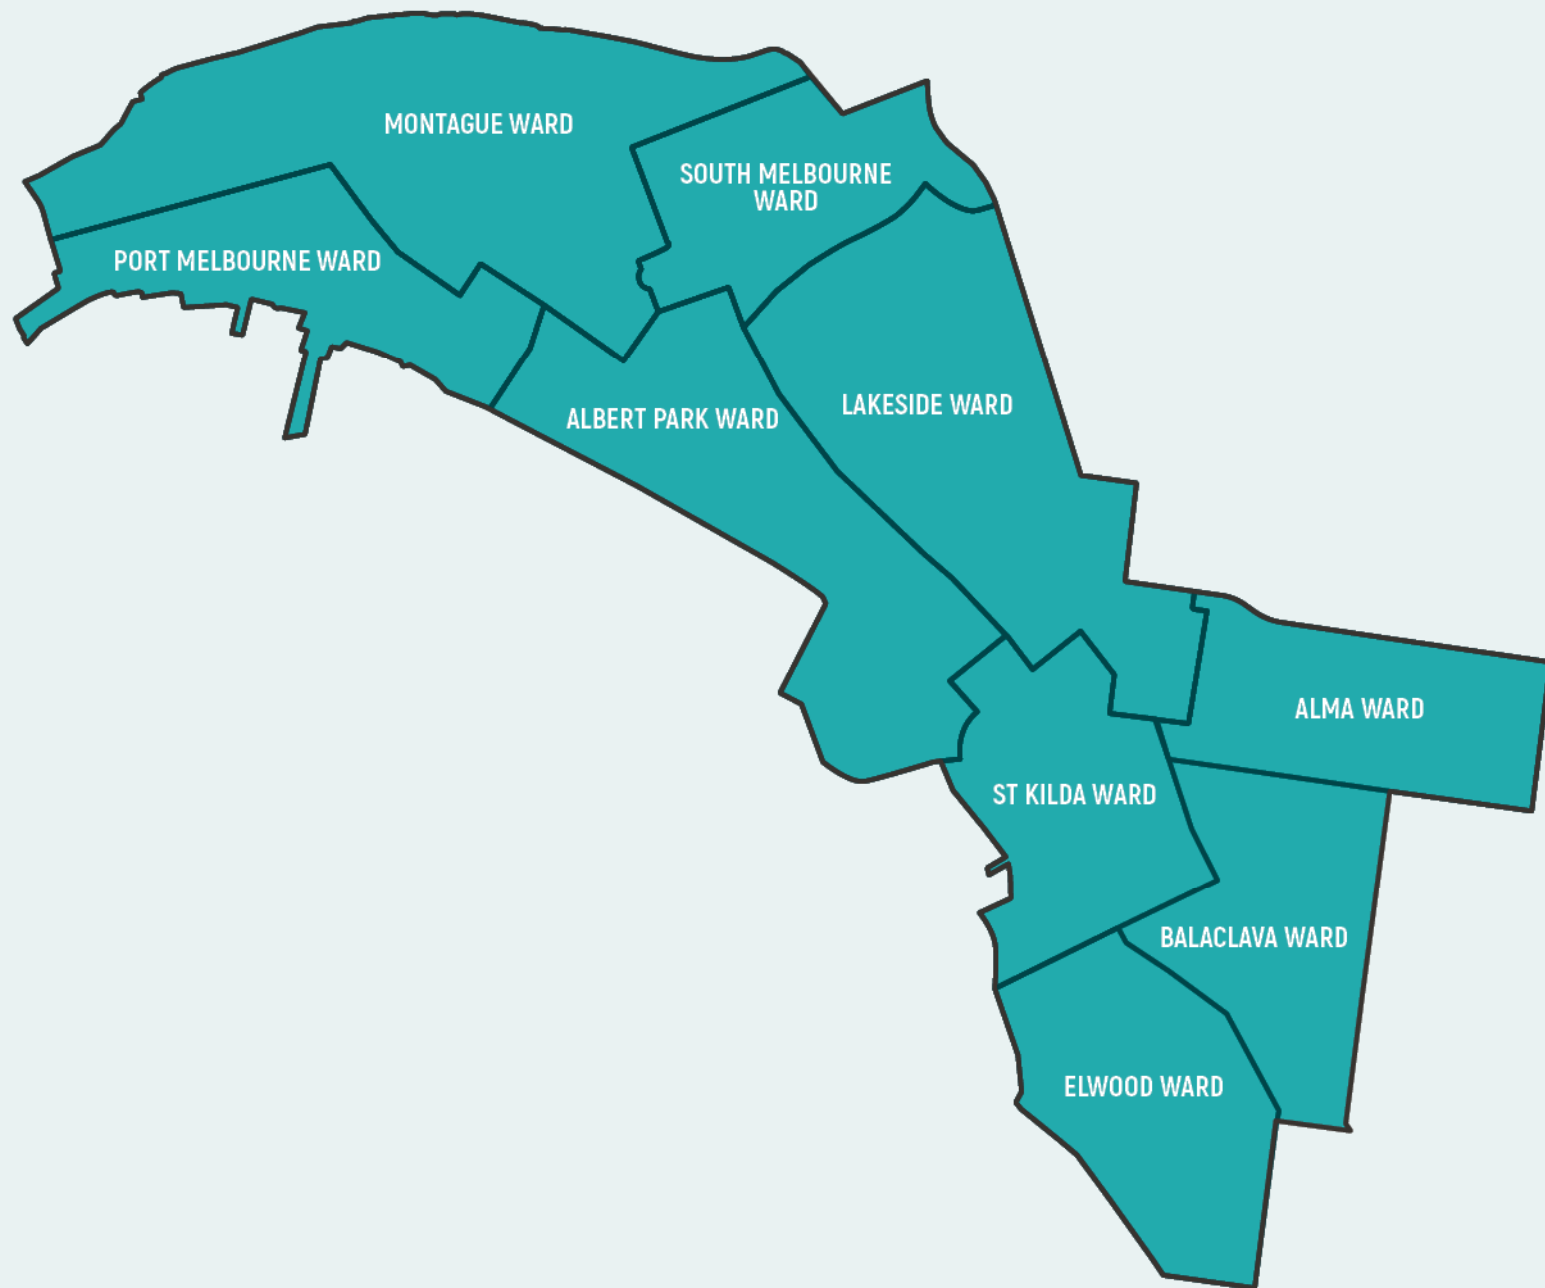 MONTAGUE WARD
SOUTH MELBOURNE
WARD
PORT MELBOURNE WARD
LAKESIDE WARD
ALBERT PARK WARD
ALMA WARD
ST KILDA WARD
BALACLAVA WARD
ELWOOD WARD